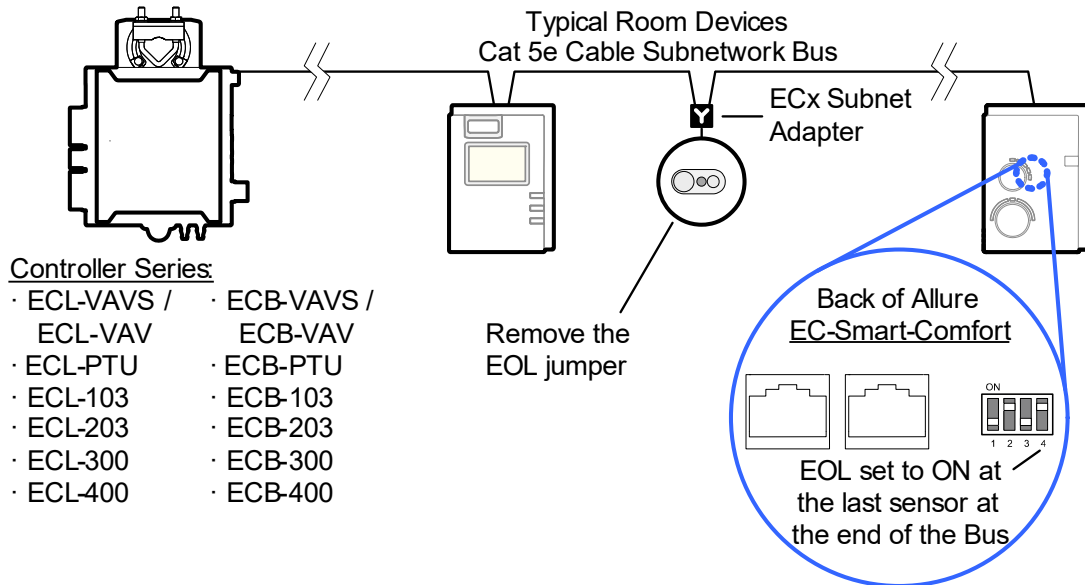 Typical Room Devices
Cat 5e Cable Subnetwork Bus
ECx Subnet
Adapter
Controller Series:
· ECL-VAVS /
ECL-VAV
· ECL-PTU
· ECL-103
· ECL-203
· ECL-300
· ECL-400
· ECB-VAVS /
ECB-VAV
· ECB-PTU
· ECB-103
· ECB-203
· ECB-300
· ECB-400
Remove the
EOL jumper
Back of Allure
EC-Smart-Comfort
ON
1 2 3 4
EOL set to ON at
the last sensor at
the end of the Bus